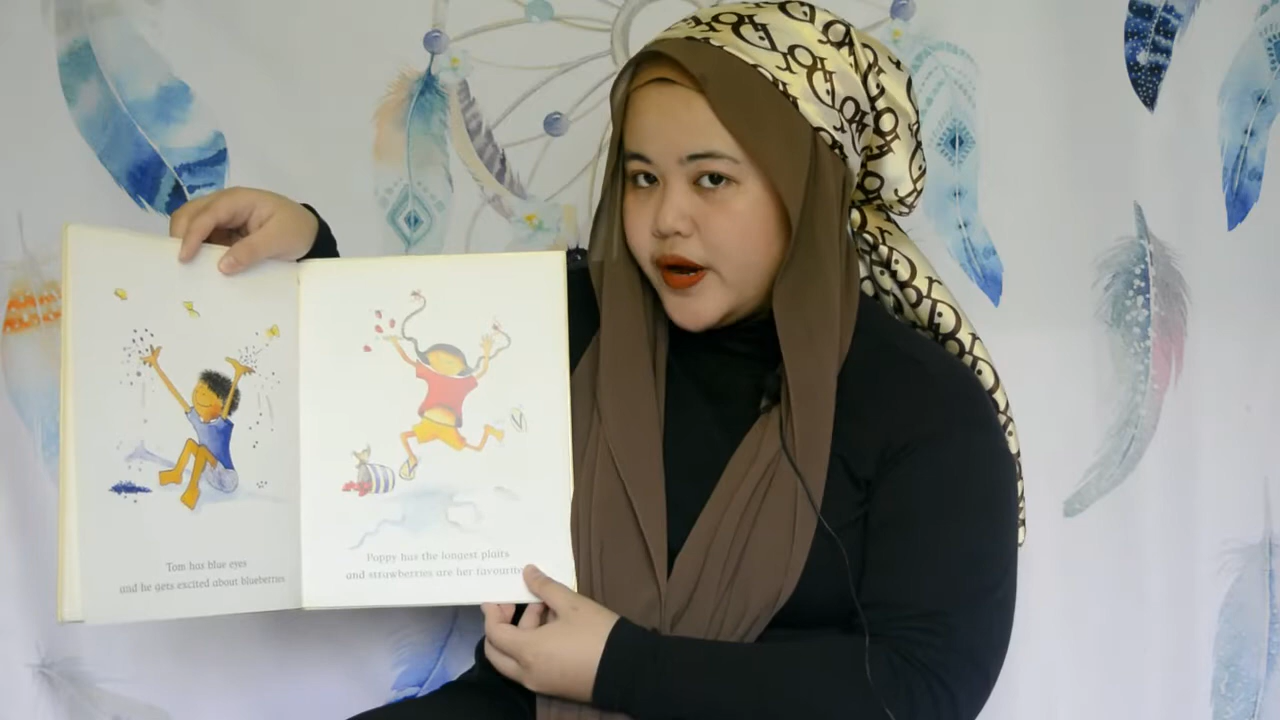 Tom has blue eyes
and he gets excited about blueberries
Poppy has the longest plaits
and strawberries are her favourite